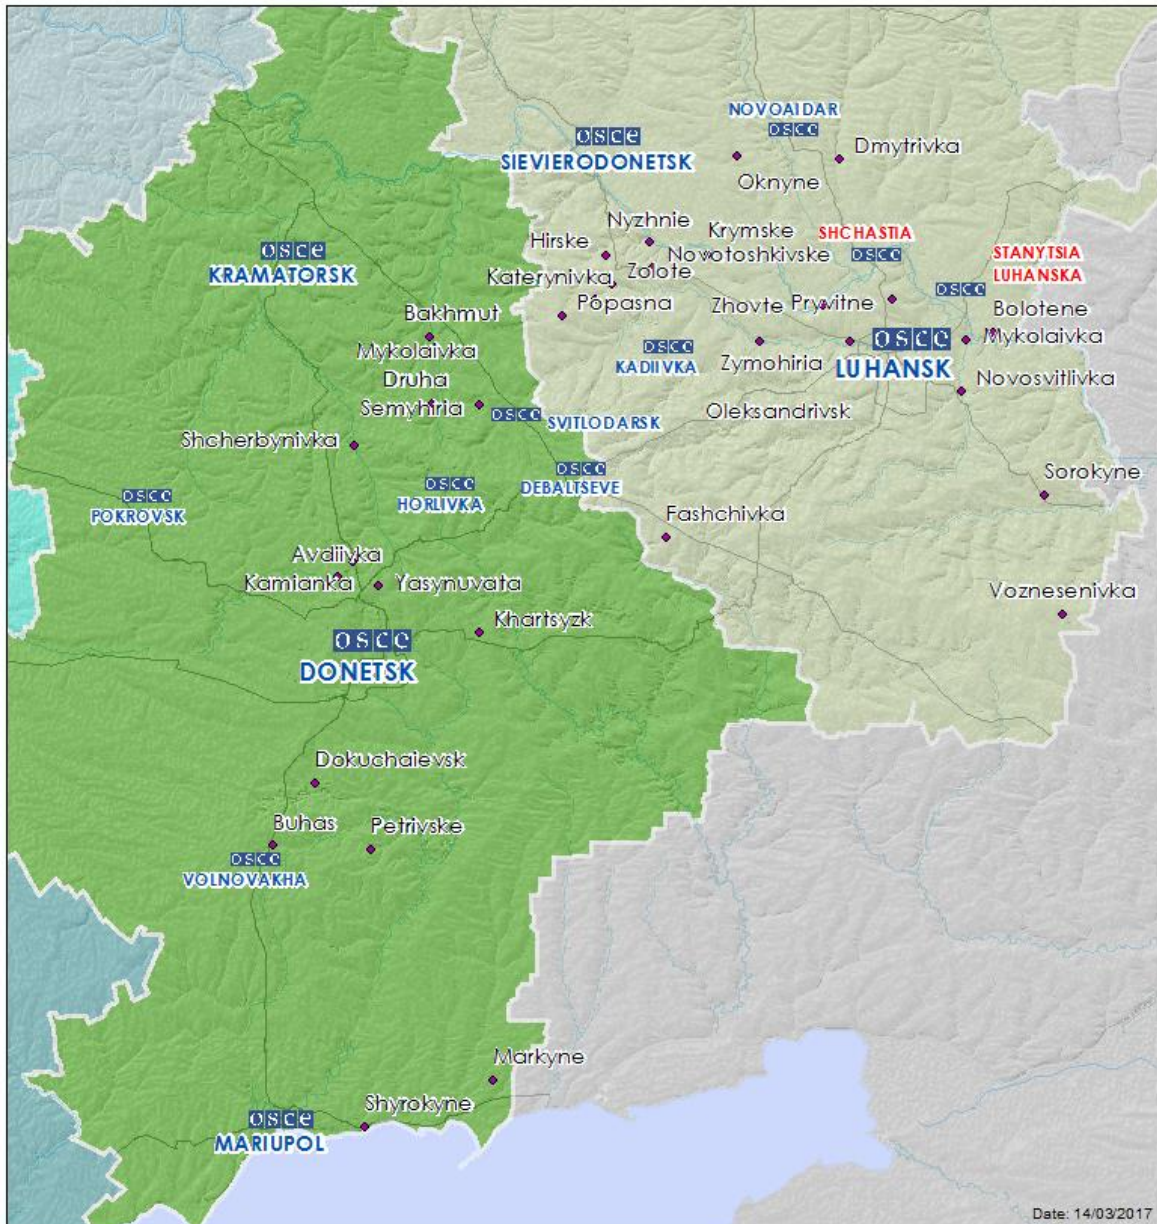 NOVOAIDAR
osce
osce
SIEVIERODONETSK
Dmytrivka
Oknyne
Nyzhnie
Krymske
SHCHASTIA
Hirske
Novotoshkivske
osce
STANYTSIA
LUHANSKA
osce
KRAMATORSK
Katerynivka
Zolote
osce
Popasna
Zhovte
Pryvitne
Bolotene
Bakhmut
osce
Mykolaivka
Mykolaivka
osce
KADIIVKA
Zymohiria
LUHANSK
Druha
Novosvitlivka
Semyhiria
osce
SVITLODARSK
Oleksandrivsk
Shcherbynivka
osce
DEBALTSEVE
Sorokyne
osce
POKROVSK
osce
HORLIVKA
Fashchivka
Avdiivka
Kamianka
Yasynuvata
Voznesenivka
Khartsyzk
osce
DONETSK
Dokuchaievsk
Buhas
Petrivske
osce
VOLNOVAKHA
Markyne
Shyrokyne
osce
MARIUPOL
Date: 14/03/2017